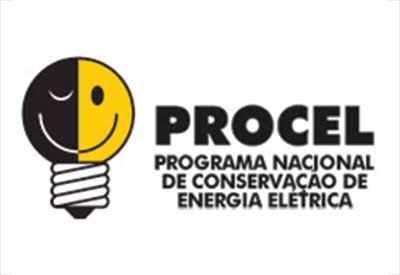 PROCEL
PROGRAMA NACIONAL
DE CONSERVAÇÃO DE
ENERGIA ELÉTRICA